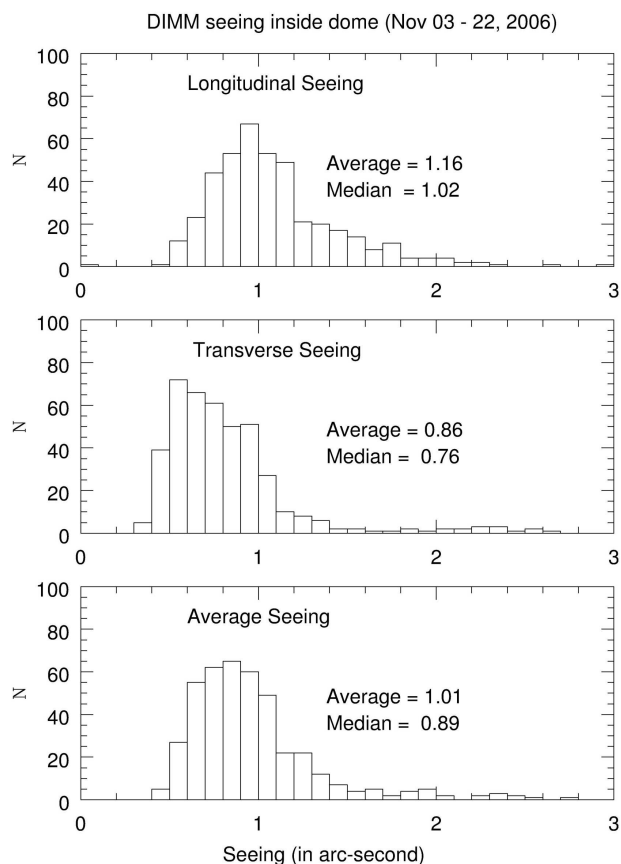 DIMM seeing inside dome (Nov 03 - 22, 2006)
100
80
60
40
20
0
N
Longitudinal Seeing
Average = 1.16
Median = 1.02
0 1 2 3
100
80
60
40
20
0
N
Transverse Seeing
Average = 0.86
Median = 0.76
0 1 2 3
100
80
60
40
20
0
N
Average Seeing
Average = 1.01
Median = 0.89
0 1 2 3
Seeing (in arc-second)